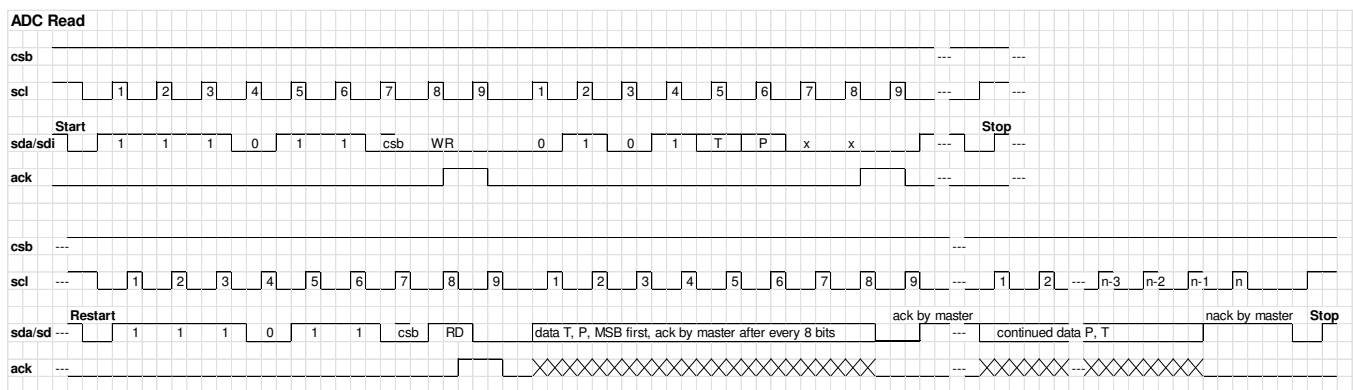 ADC Read
csb --- ---
scl 1 2 3 4 5 6 7 8 9 1 2 3 4 5 6 7 8 9 --- ---
Start Stop
sda/sdi 1 1 1 0 1 1 csb WR 0 1 0 1 T P x x --- ---
ack --- ---
csb --- ---
scl --- 1 2 3 4 5 6 7 8 9 1 2 3 4 5 6 7 8 9 --- 1 2 --- n-3 n-2 n-1 n
Restart ack by master nack by master Stop
sda/sd --- 1 1 1 0 1 1 csb RD data T, P, MSB first, ack by master after every 8 bits --- continued data P, T
ack --- --- ---